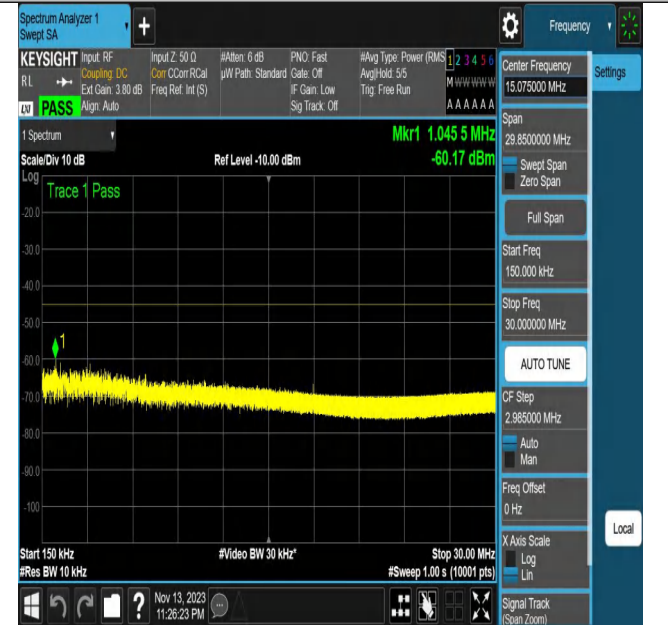 Spectrum Analyzer 1
Swept SA
+
Frequency
KEYSIGHT
RL
LXI
PASS
Input: RF
Coupling: DC
Ext Gain: 3.80 dB
Align: Auto
Input Z: 50 Ω
Corr CCorr RCal
Freq Ref: Int (S)
#Atten: 6 dB
µW Path: Standard
PNO: Fast
Gate: Off
IF Gain: Low
Sig Track: Off
#Avg Type: Power (RMS
Avg|Hold: 5/5
Trig: Free Run
1 2 3 4 5 6
M W W W W W
A A A A A A
1 Spectrum
Scale/Div 10 dB
Log
Ref Level -10.00 dBm
Mkr1 1.045 5 MHz
-60.17 dBm
Trace 1 Pass
1
-20.0
-30.0
-40.0
-50.0
-60.0
-70.0
-80.0
-90.0
-100
Start 150 kHz
#Res BW 10 kHz
#Video BW 30 kHz*
Stop 30.00 MHz
#Sweep 1.00 s (10001 pts)
Center Frequency
15.075000 MHz
Settings
Span
29.8500000 MHz
Swept Span
Zero Span
Full Span
Start Freq
150.000 kHz
Stop Freq
30.000000 MHz
AUTO TUNE
CF Step
2.985000 MHz
Auto
Man
Freq Offset
0 Hz
X Axis Scale
Log
Lin
Local
Signal Track
(Span Zoom)
?
Nov 13, 2023
11:26:23 PM